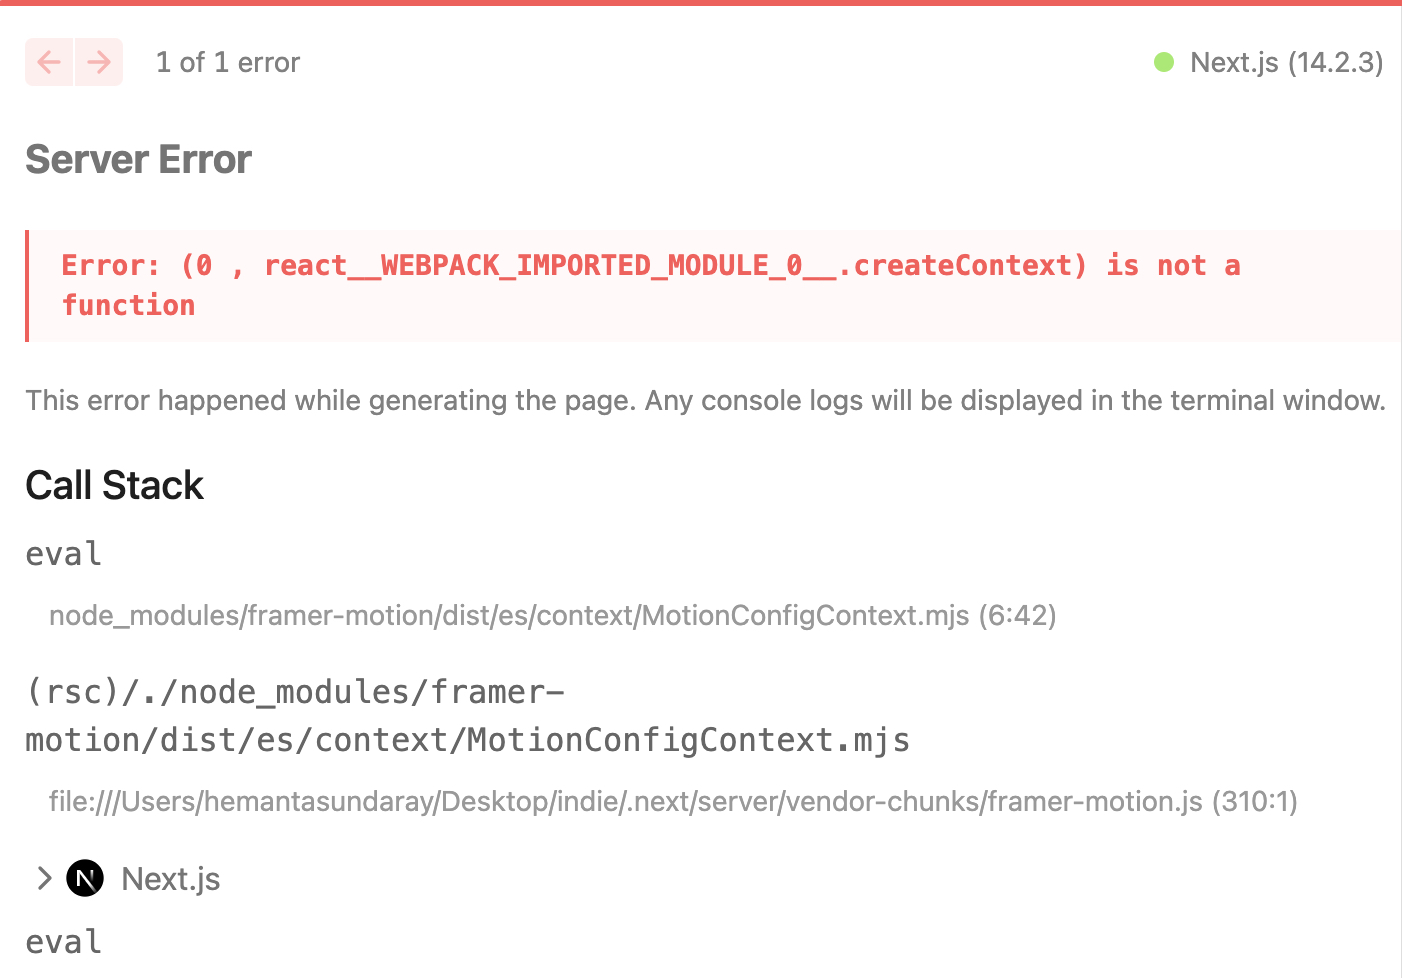 1 of 1 error
Next.js (14.2.3)
Server Error
Error: (0 , react__WEBPACK_IMPORTED_MODULE_0__.createContext) is not a
function
This error happened while generating the page. Any console logs will be displayed in the terminal window.
Call Stack
eval
node_modules/framer-motion/dist/es/context/MotionConfigContext.mjs (6:42)
(rsc)/./node_modules/framer-
motion/dist/es/context/MotionConfigContext.mjs
file:///Users/hemantasundaray/Desktop/indie/.next/server/vendor-chunks/framer-motion.js (310:1)
N Next.js
eval